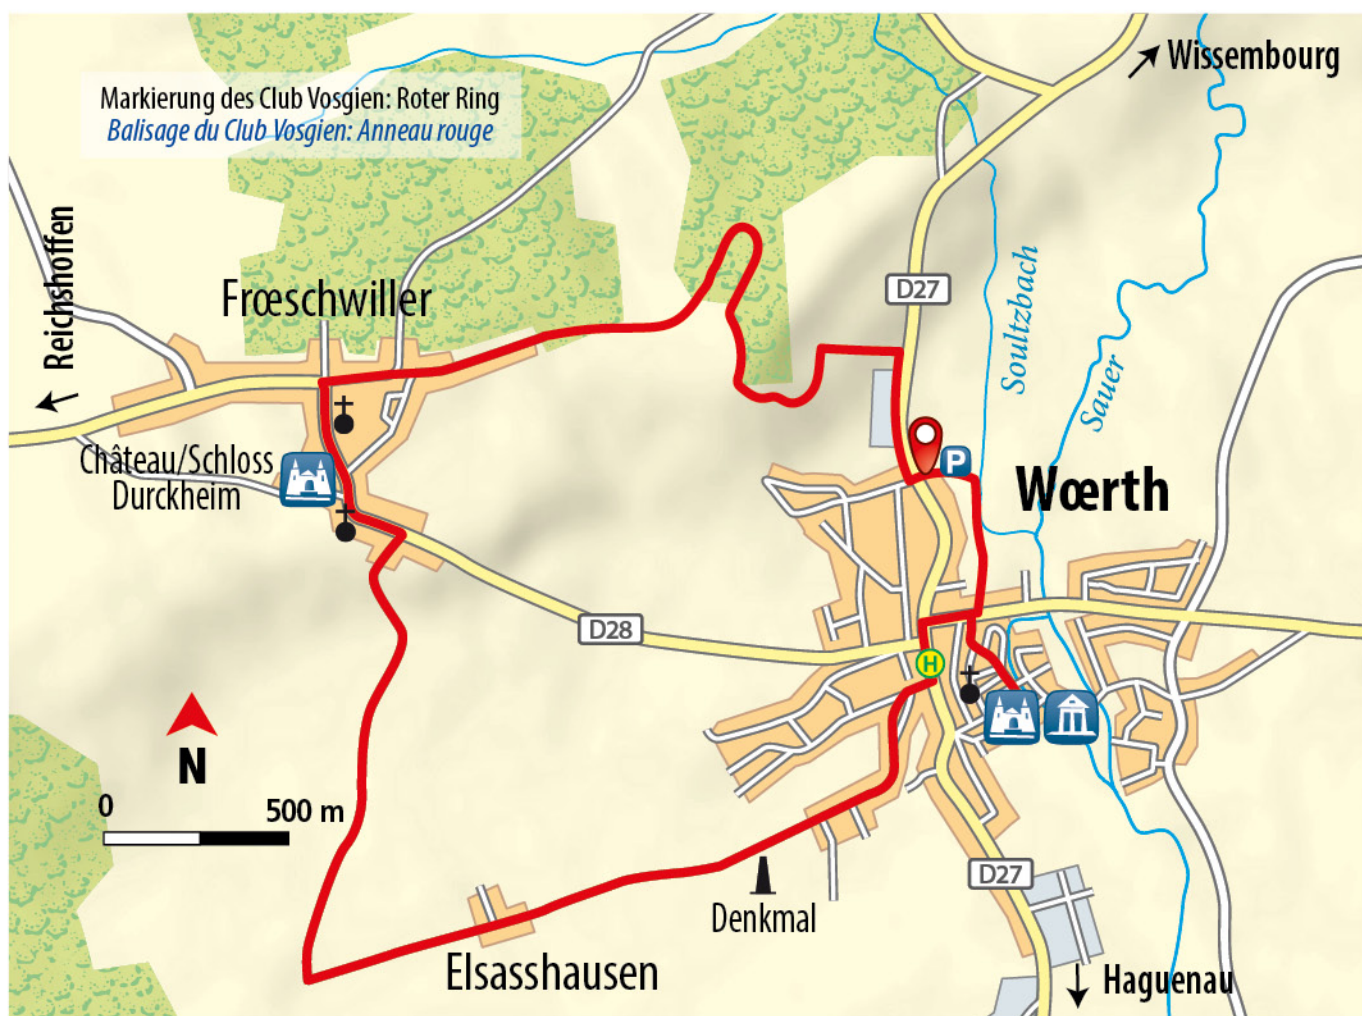 Wissembourg
Markierung des Club Vosgien: Roter Ring
Balisage du Club Vosgien: Anneau rouge
Reichshoffen
Frœschwiller
D27
Soultzbach
Sauer
Château/Schloss
Durckheim
P
Wœrth
D28
H
N
0
500 m
D27
Denkmal
Elsasshausen
Haguenau